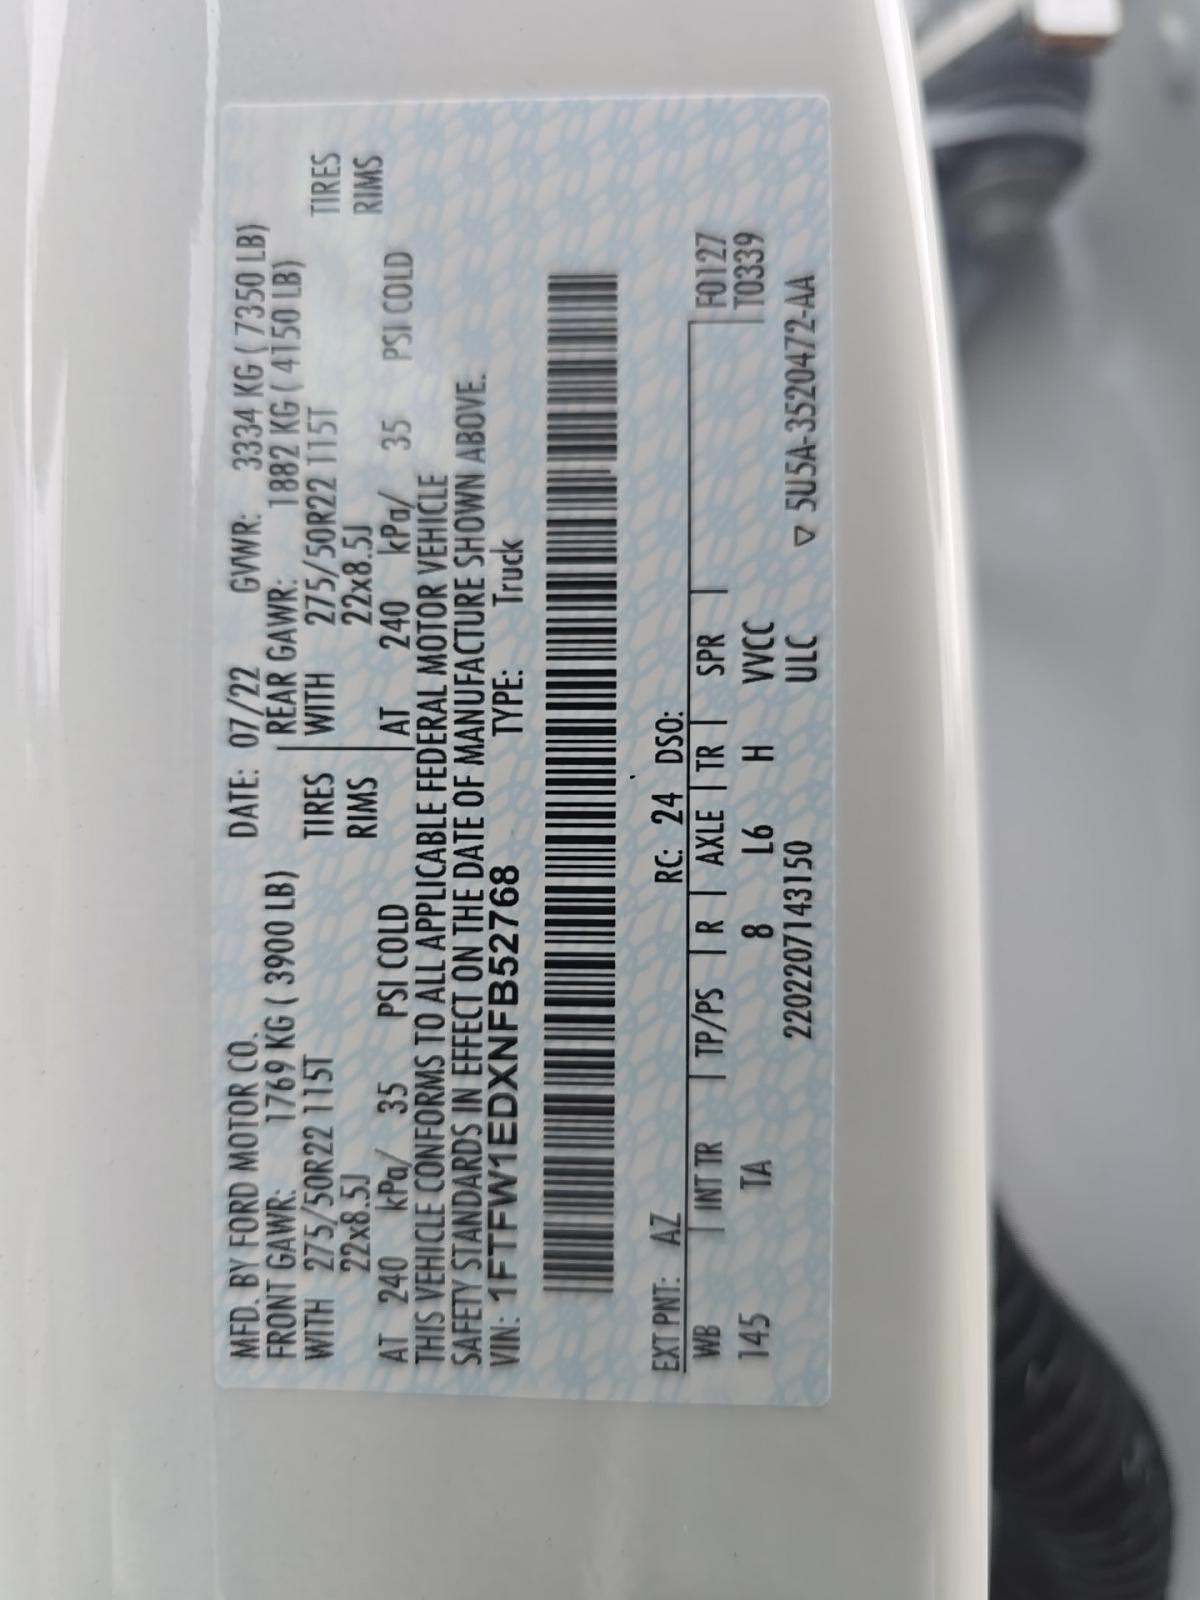 MFD. BY FORD MOTOR CO. DATE: 07/22 GVWR: 3334 KG ( 7350 LB)
FRONT GAWR: 1769 KG ( 3900 LB) REAR GAWR: 1882 KG ( 4150 LB)
WITH 275/50R22 115T TIRES WITH 275/50R22 115T TIRES
22x8.5J RIMS 22x8.5J RIMS
AT 240 kPa/ 35 PSI COLD AT 240 kPa/ 35 PSI COLD
THIS VEHICLE CONFORMS TO ALL APPLICABLE FEDERAL MOTOR VEHICLE
SAFETY STANDARDS IN EFFECT ON THE DATE OF MANUFACTURE SHOWN ABOVE.
VIN: 1FTFW1EDXNFB52768 TYPE: Truck
EXT PNT: AZ RC: 24 DSO:
WB INT TR TP/PS R AXLE TR SPR F0127
145 TA 8 L6 H VVCC T0339
2202207143150 ULC ▽ 5U5A-3520472-AA